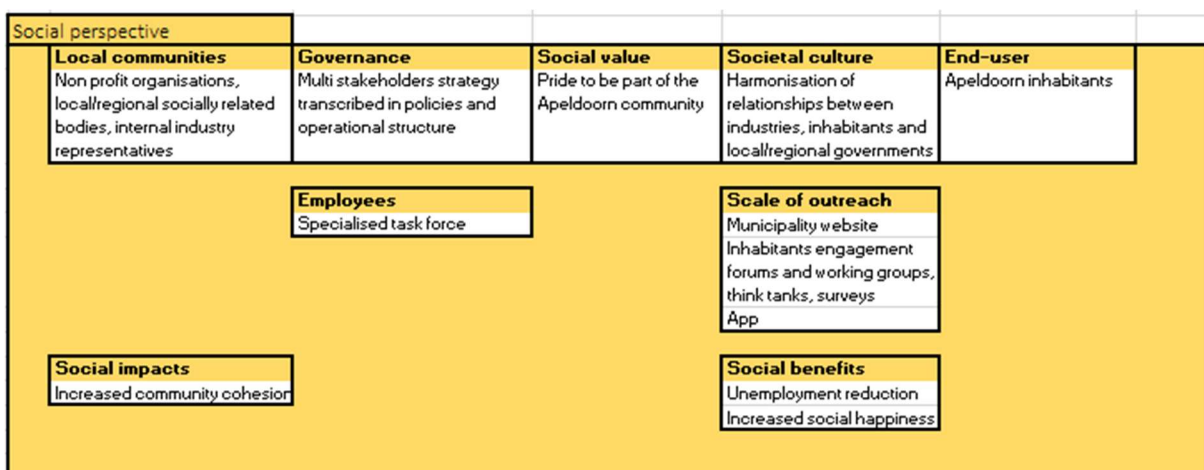 Social perspective
Local communities
Non profit organisations,
local/regional socially related
bodies, internal industry
representatives
Governance
Multi stakeholders strategy
transcribed in policies and
operational structure
Social value
Pride to be part of the
Apeldoorn community
Societal culture
Harmonisation of
relationships between
industries, inhabitants and
local/regional governments
End-user
Apeldoorn inhabitants
Employees
Specialised task force
Scale of outreach
Municipality website
Inhabitants engagement
forums and working groups,
think tanks, surveys
App
Social impacts
Increased community cohesion
Social benefits
Unemployment reduction
Increased social happiness